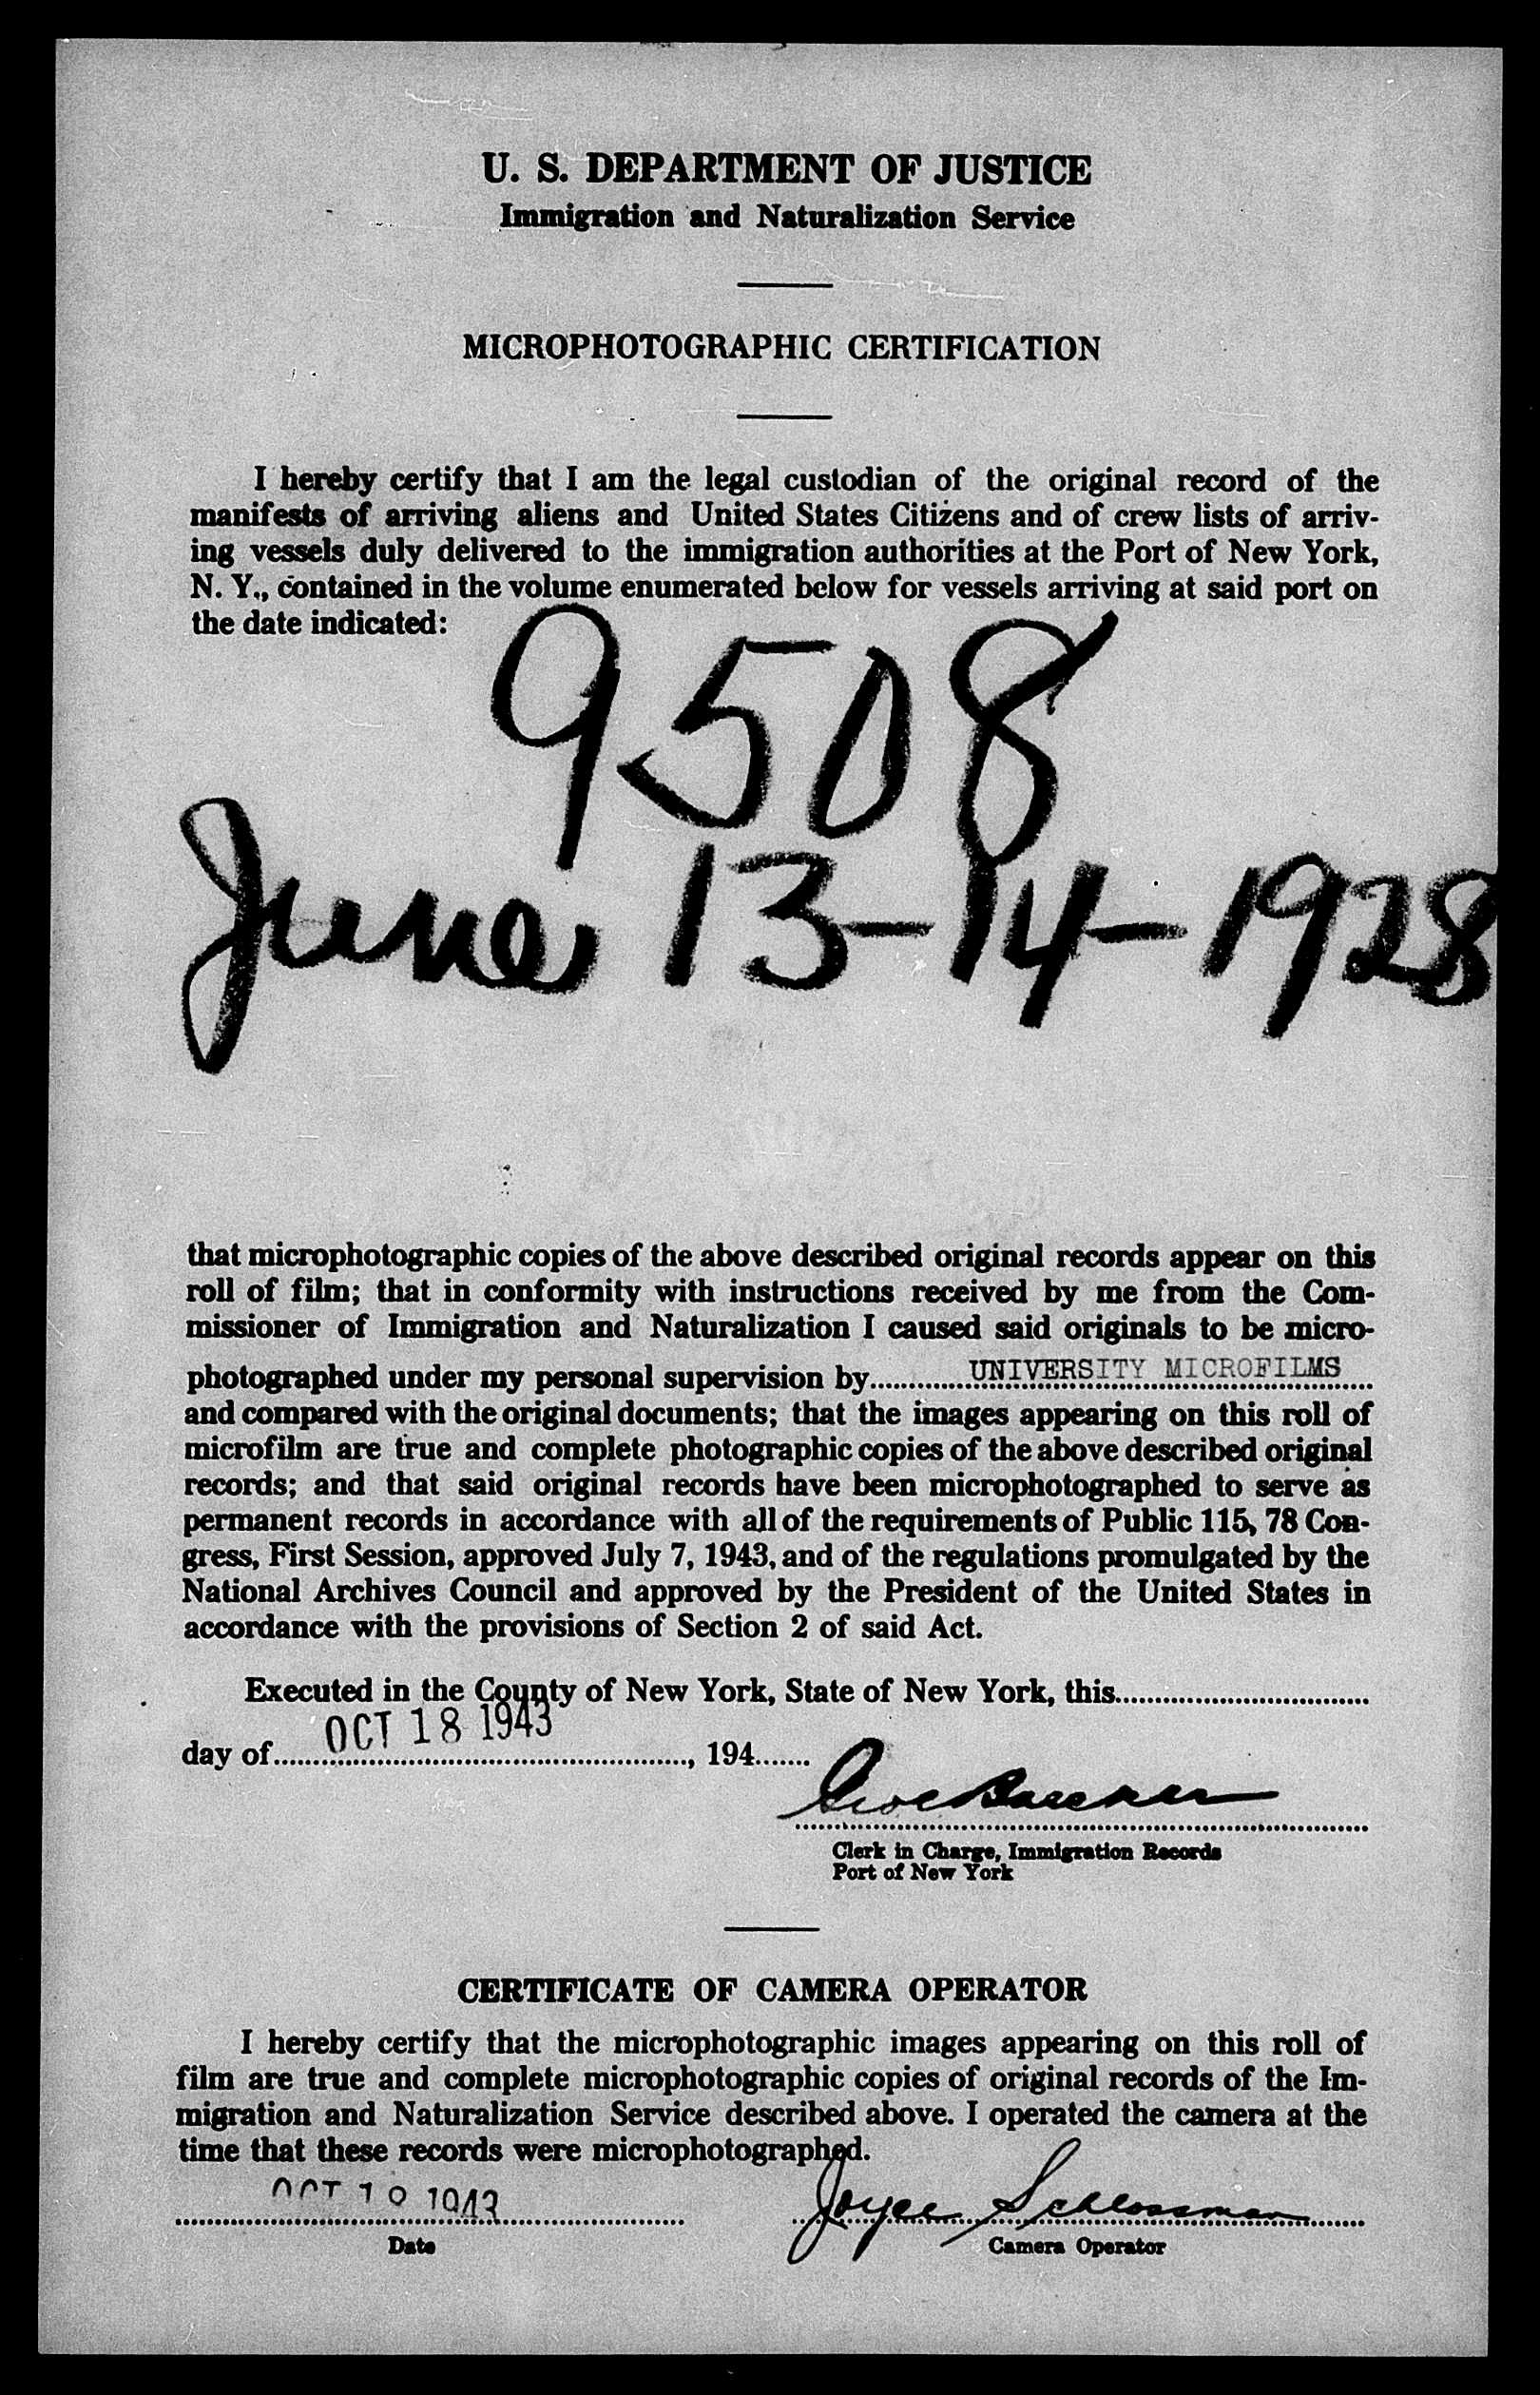 U. S. DEPARTMENT OF JUSTICE
Immigration and Naturalization Service
MICROPHOTOGRAPHIC CERTIFICATION
I hereby certify that I am the legal custodian of the original record of the
manifests of arriving aliens and United States Citizens and of crew lists of arriv-
ing vessels duly delivered to the immigration authorities at the Port of New York,
N. Y., contained in the volume enumerated below for vessels arriving at said port on
the date indicated:
9508
June 13-14-1928
that microphotographic copies of the above described original records appear on this
roll of film; that in conformity with instructions received by me from the Com-
missioner of Immigration and Naturalization I caused said originals to be micro-
photographed under my personal supervision by UNIVERSITY MICROFILMS
and compared with the original documents; that the images appearing on this roll of
microfilm are true and complete photographic copies of the above described original
records; and that said original records have been microphotographed to serve as
permanent records in accordance with all of the requirements of Public 115, 78 Con-
gress, First Session, approved July 7, 1943, and of the regulations promulgated by the
National Archives Council and approved by the President of the United States in
accordance with the provisions of Section 2 of said Act.
Executed in the County of New York, State of New York, this
day of OCT 18 1943, 194
Clerk in Charge, Immigration Records
Port of New York
CERTIFICATE OF CAMERA OPERATOR
I hereby certify that the microphotographic images appearing on this roll of
film are true and complete microphotographic copies of original records of the Im-
migration and Naturalization Service described above. I operated the camera at the
time that these records were microphotographed.
OCT 18 1943 Joyce Schlossman
Date Camera Operator